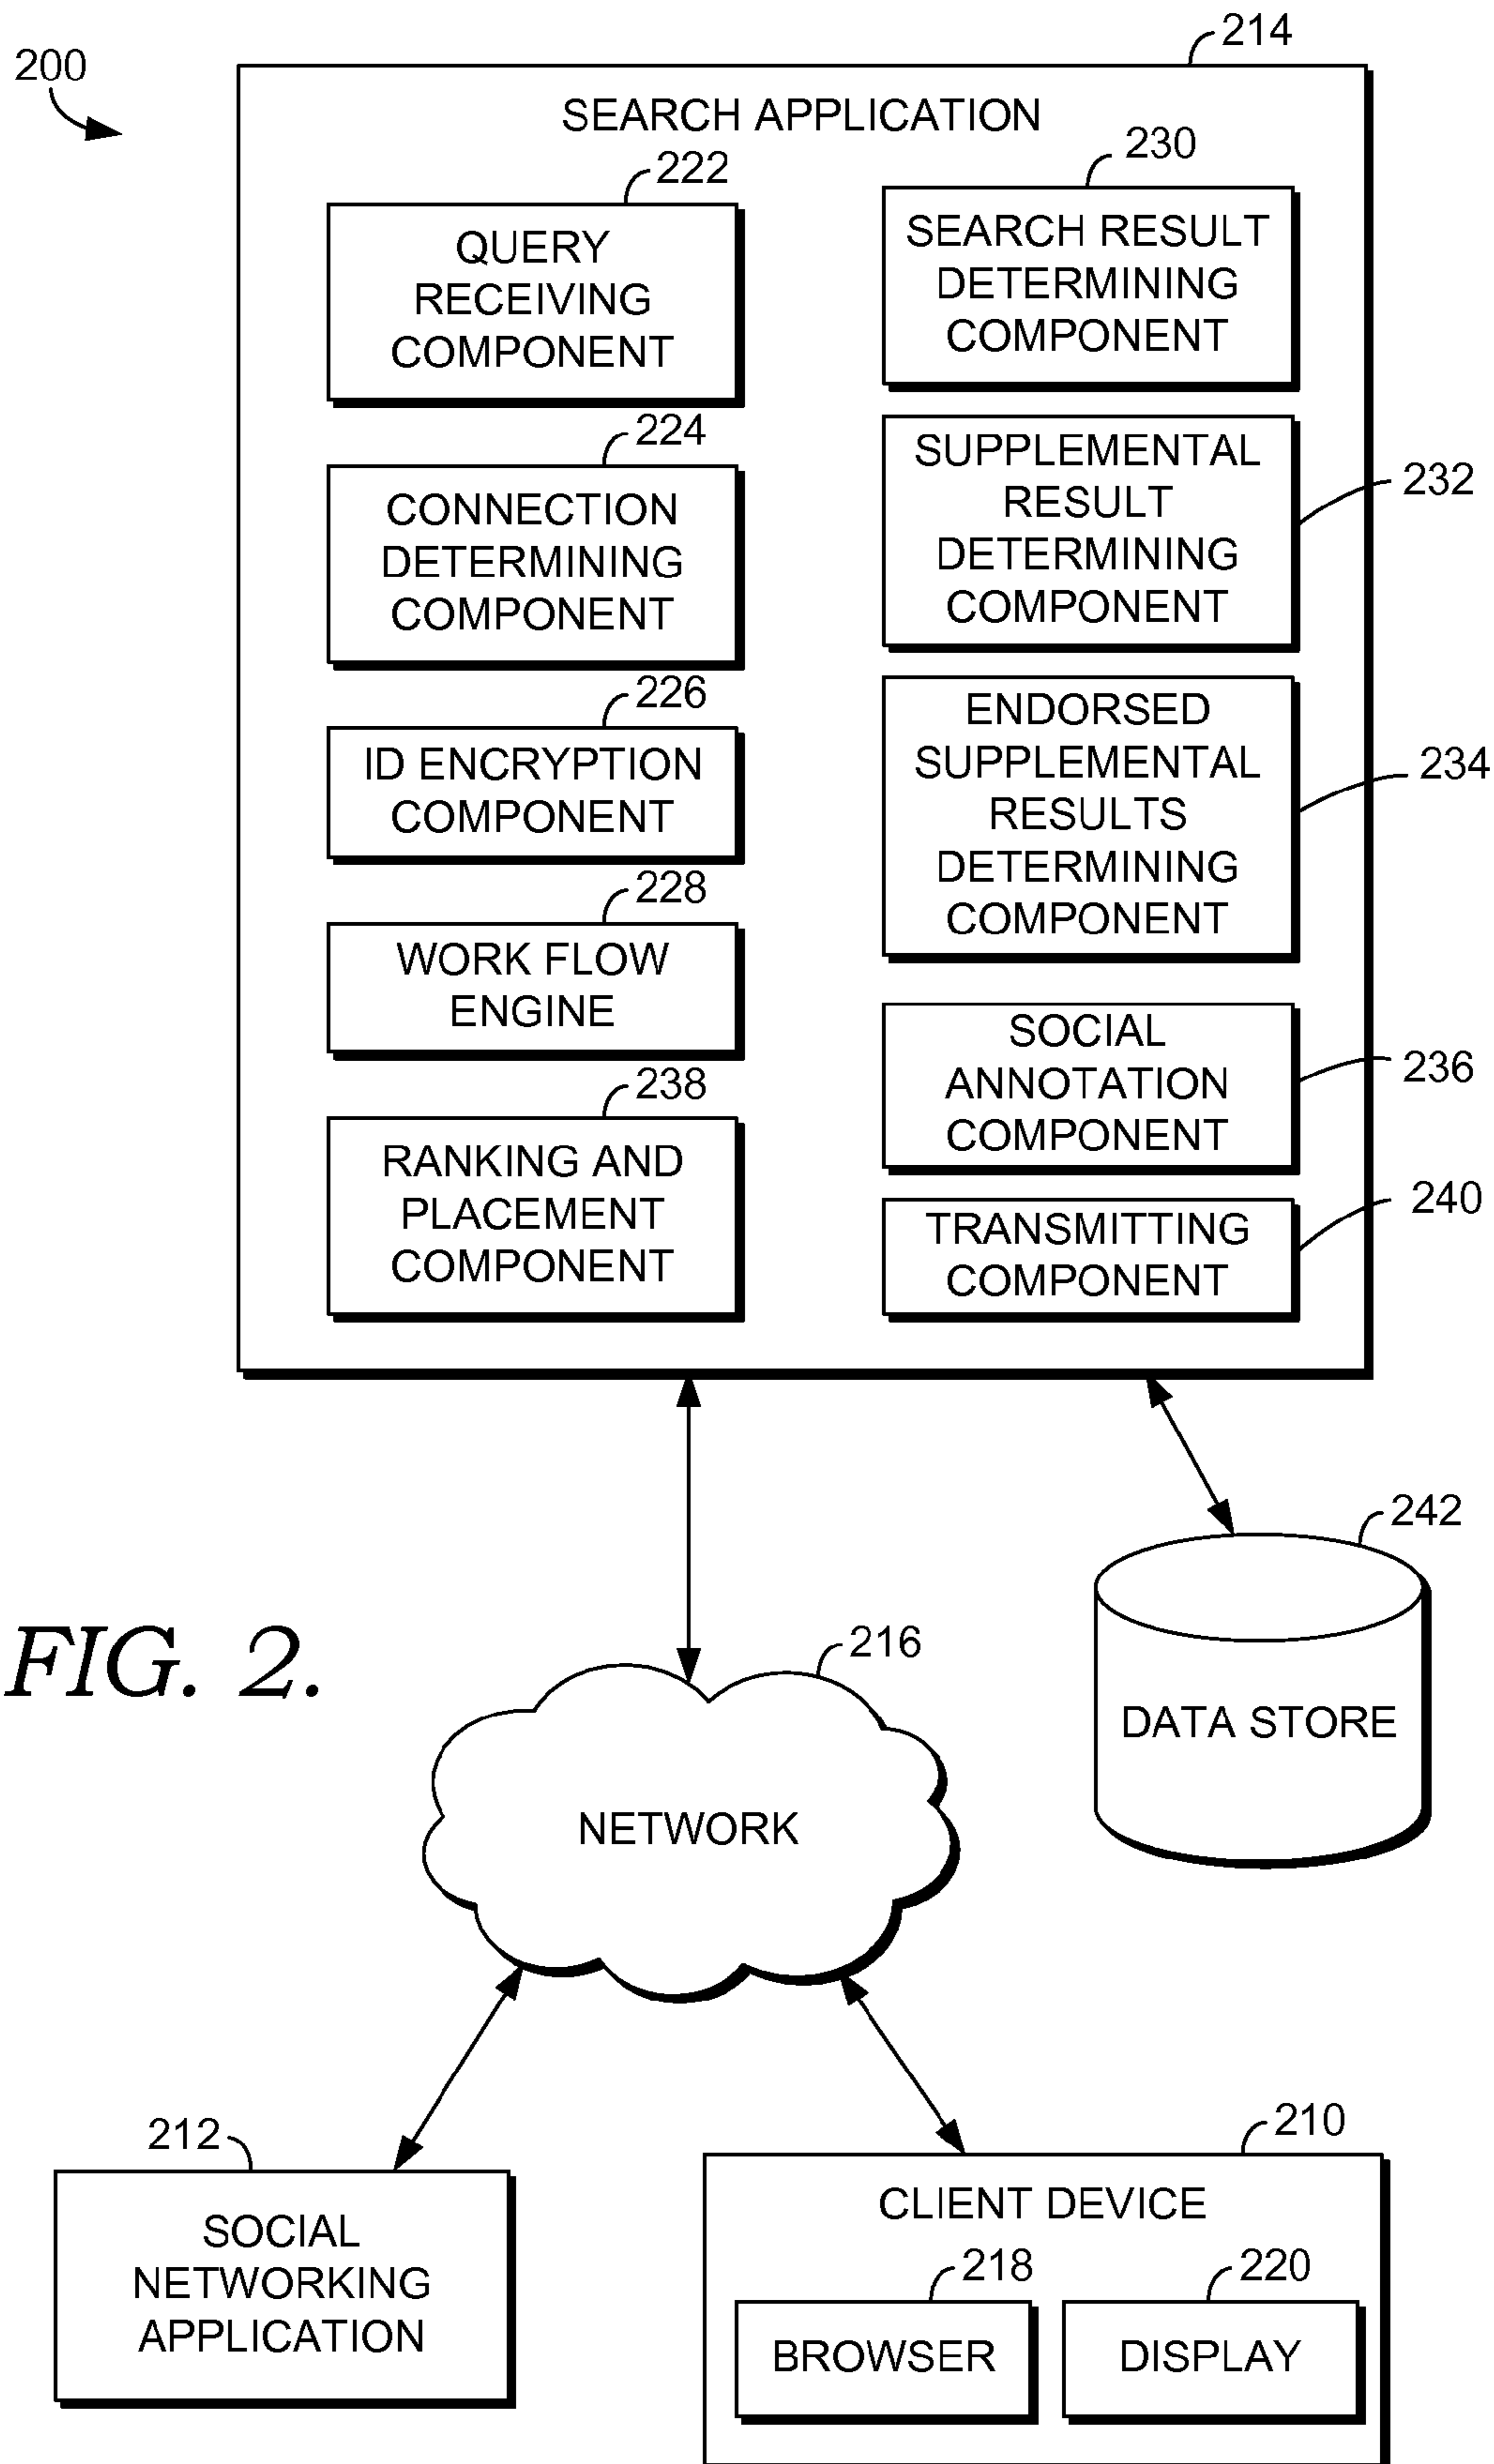 214
200
SEARCH APPLICATION
222
QUERY
RECEIVING
COMPONENT
224
CONNECTION
DETERMINING
COMPONENT
226
ID ENCRYPTION
COMPONENT
228
WORK FLOW
ENGINE
238
RANKING AND
PLACEMENT
COMPONENT
230
SEARCH RESULT
DETERMINING
COMPONENT
SUPPLEMENTAL
RESULT
DETERMINING
COMPONENT
232
ENDORSED
SUPPLEMENTAL
RESULTS
DETERMINING
COMPONENT
234
SOCIAL
ANNOTATION
COMPONENT
236
TRANSMITTING
COMPONENT
240
242
DATA STORE
FIG. 2.
216
NETWORK
212
SOCIAL
NETWORKING
APPLICATION
210
CLIENT DEVICE
218
BROWSER
220
DISPLAY